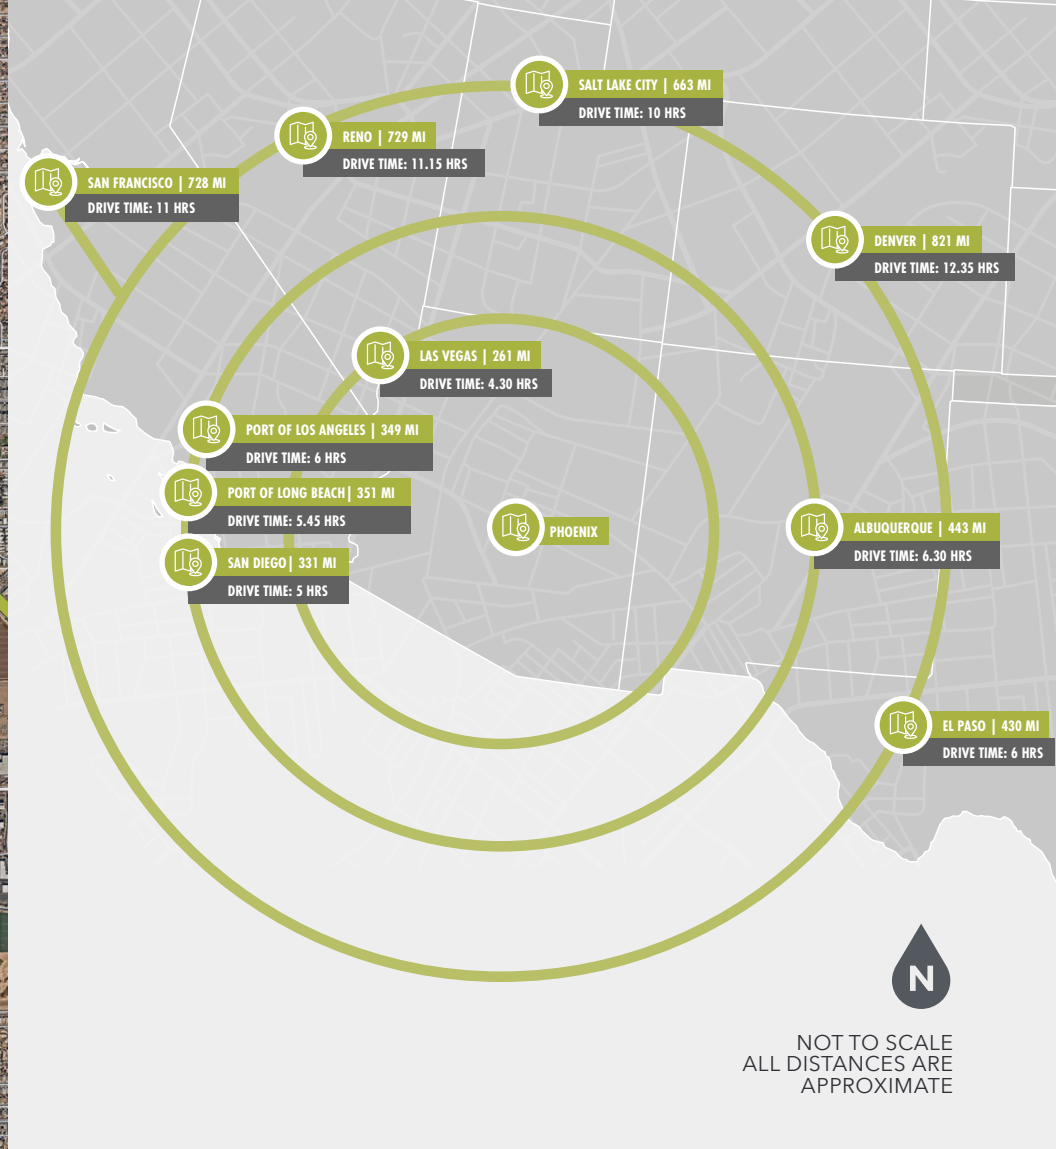 SALT LAKE CITY | 663 MI
DRIVE TIME: 10 HRS
RENO | 729 MI
DRIVE TIME: 11.15 HRS
SAN FRANCISCO | 728 MI
DRIVE TIME: 11 HRS
DENVER | 821 MI
DRIVE TIME: 12.35 HRS
LAS VEGAS | 261 MI
DRIVE TIME: 4.30 HRS
PORT OF LOS ANGELES | 349 MI
DRIVE TIME: 6 HRS
PORT OF LONG BEACH| 351 MI
DRIVE TIME: 5.45 HRS
SAN DIEGO| 331 MI
DRIVE TIME: 5 HRS
PHOENIX
ALBUQUERQUE | 443 MI
DRIVE TIME: 6.30 HRS
EL PASO | 430 MI
DRIVE TIME: 6 HRS
N
NOT TO SCALE
ALL DISTANCES ARE
APPROXIMATE